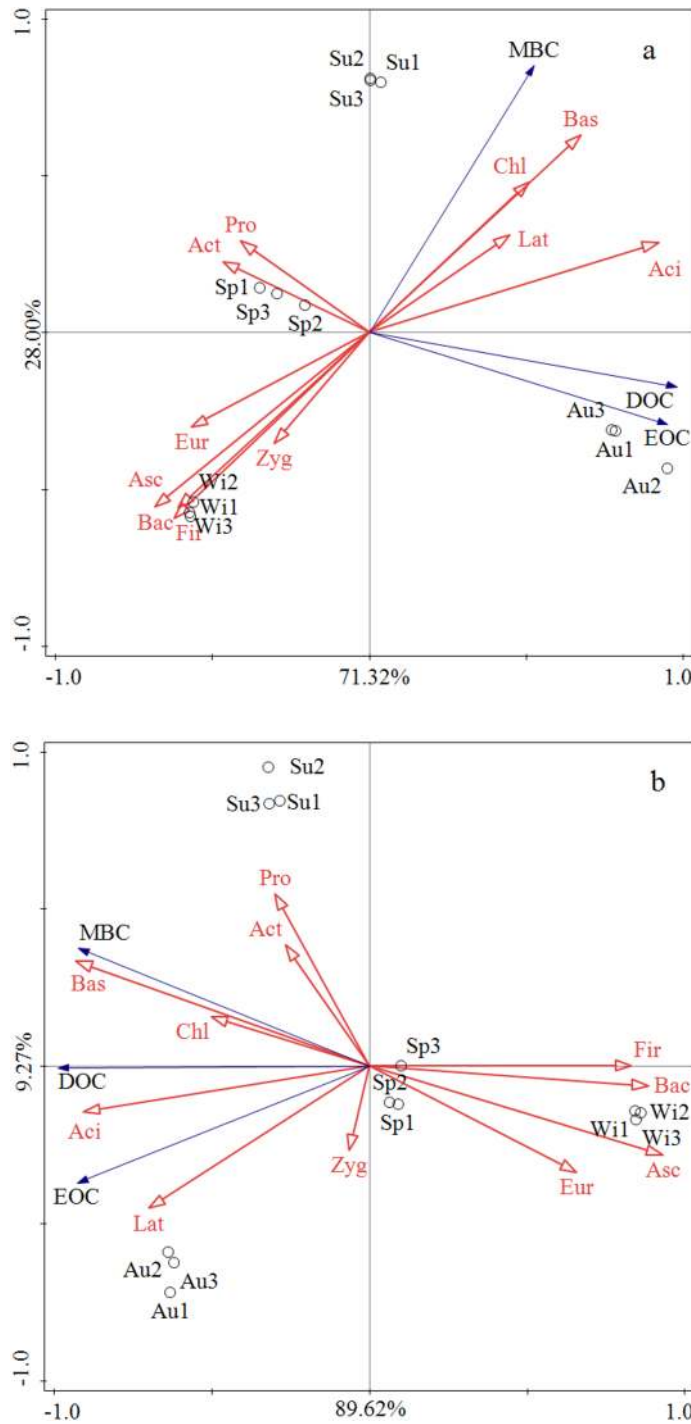 1.0
a
Su2
Su1
Su3
MBC
Bas
Chl
Lat
Aci
Pro
Act
Sp1
Sp3
Sp2
28.00%
DOC
EOC
Au3
Au1
Au2
Eur
Zyg
Asc
Wi2
Wi1
Bac
Fir
Wi3
-1.0
-1.0
71.32%
1.0
1.0
b
Su2
Su3
Su1
Pro
Act
MBC
Bas
Chl
Sp3
Fir
9.27%
DOC
Sp2
Bac
Aci
Sp1
Wi1
Wi2
Wi3
Zyg
Asc
Eur
EOC
Lat
Au2
Au3
Au1
-1.0
-1.0
89.62%
1.0